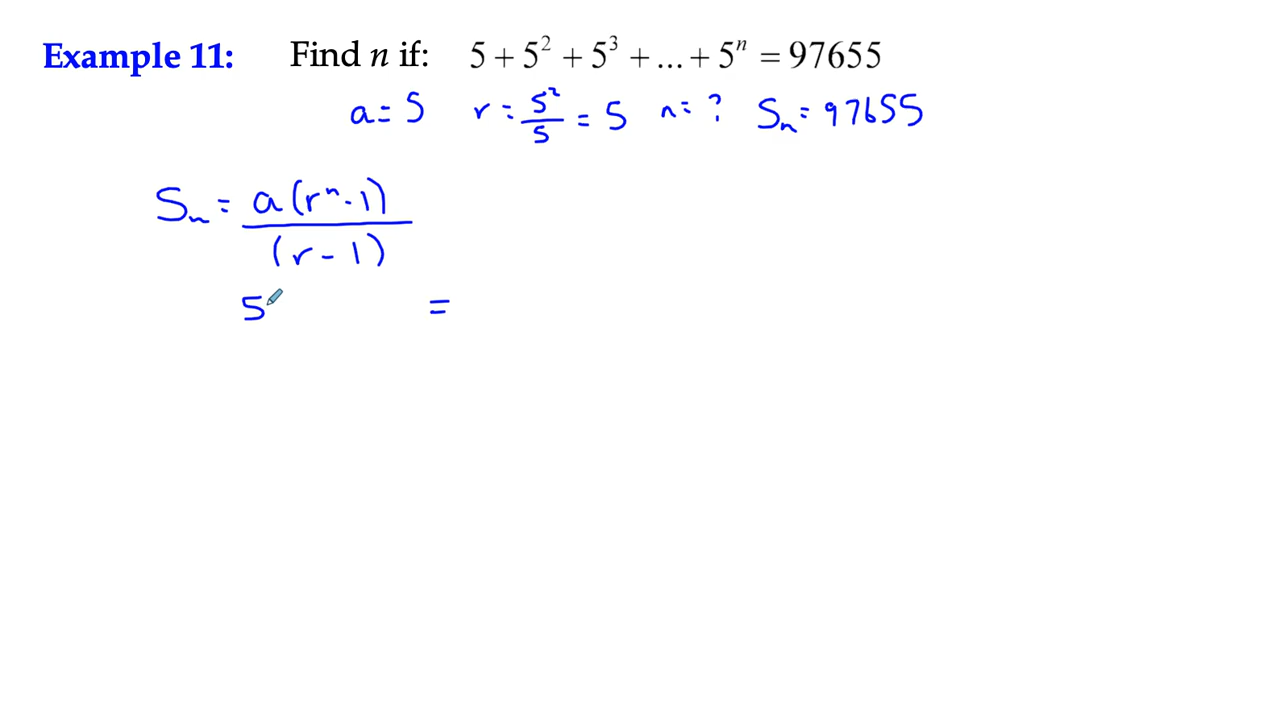 Example 11: Find n if: 5 + 5² + 5³ + ... + 5ⁿ = 97655
a = 5 r = 5²/5 = 5 n = ? Sₙ = 97655
Sₙ = a(rⁿ - 1)/(r - 1)
5 =